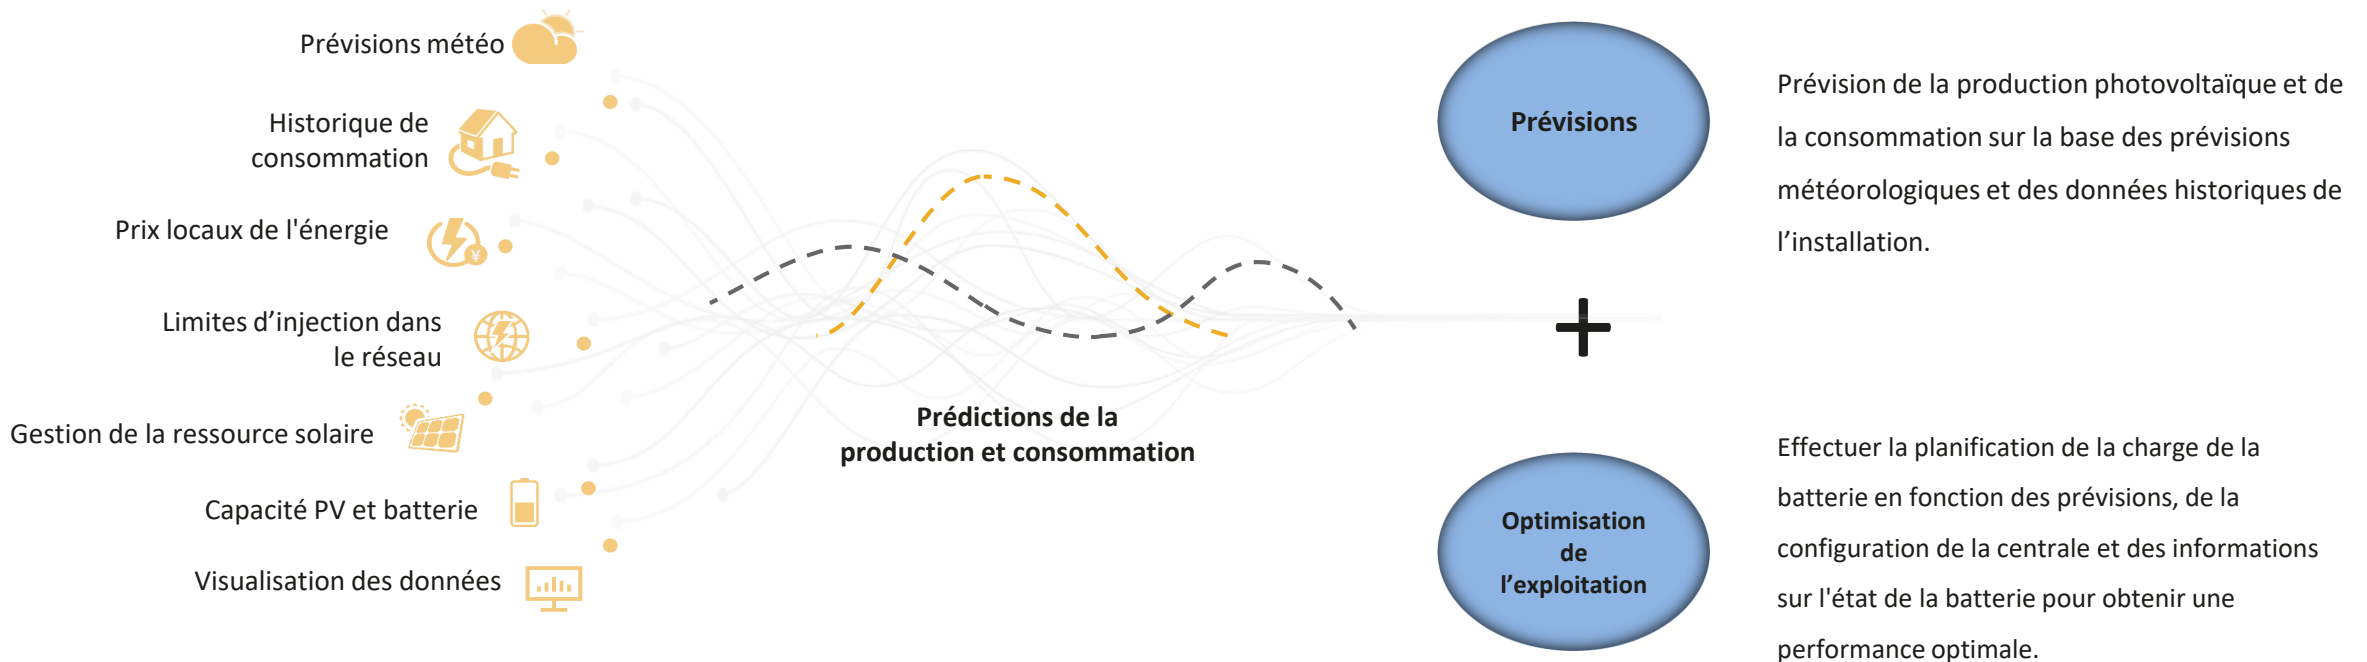 Prévisions météo
Historique de
consommation
Prix locaux de l'énergie
¥
Limites d’injection dans
le réseau
Gestion de la ressource solaire
Capacité PV et batterie
Visualisation des données
Prédictions de la
production et consommation
Prévisions
Prévision de la production photovoltaïque et de
la consommation sur la base des prévisions
météorologiques et des données historiques de
l’installation.
+
Optimisation
de
l’exploitation
Effectuer la planification de la charge de la
batterie en fonction des prévisions, de la
configuration de la centrale et des informations
sur l'état de la batterie pour obtenir une
performance optimale.